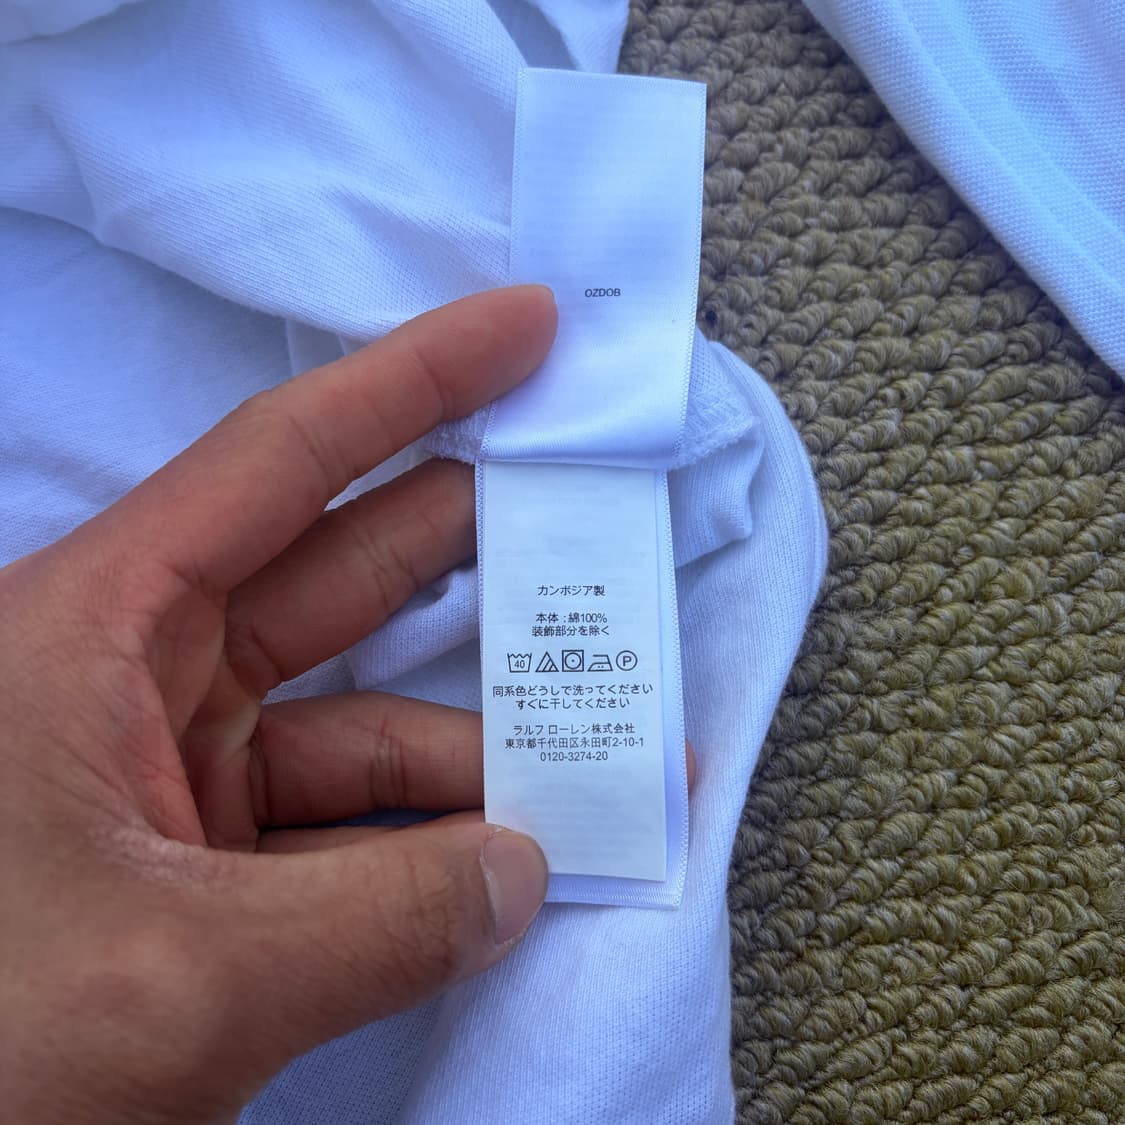 OZDOB
カンボジア製
本体 : 綿100%
装飾部分を除く
40 P
同系色どうしで洗ってください
すぐに干してください
ラルフ ローレン株式会社
東京都千代田区永田町2-10-1
0120-3274-20